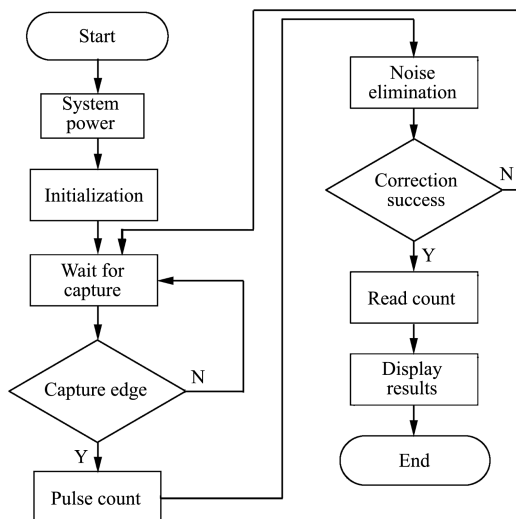 Start
System
power
Initialization
Wait for
capture
Capture edge
N
Y
Pulse count
Noise
elimination
Correction
success
N
Y
Read count
Display
results
End